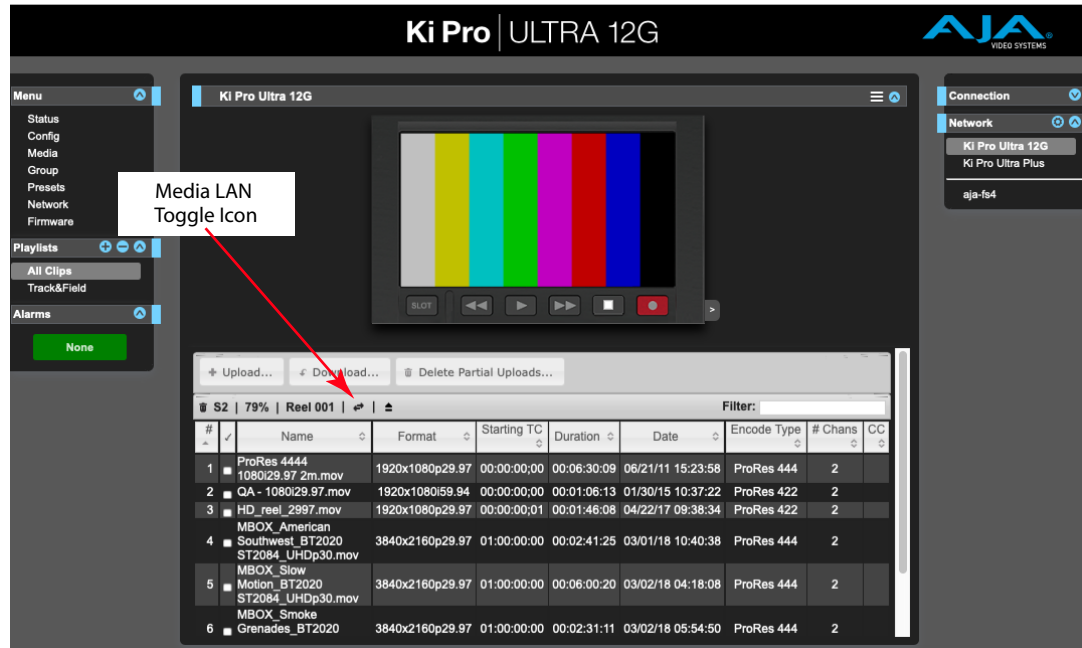 Ki Pro ULTRA 12G
AJA
VIDEO SYSTEMS
Menu
Status
Config
Media
Group
Presets
Network
Firmware
Playlists
All Clips
Track&Field
Alarms
None
Media LAN
Toggle Icon
Ki Pro Ultra 12G
SLOT
>
+ Upload... Download... Delete Partial Uploads...
S2 | 79% | Reel 001 | | Filter:
# ✓ Name Format Starting TC Duration Date Encode Type # Chans CC
1 ProRes 4444 1920x1080p29.97 00:00:00;00 00:06:30:09 06/21/11 15:23:58 ProRes 444 2
1080i29.97 2m.mov
2 QA - 1080i29.97.mov 1920x1080i59.94 00:00:00;00 00:01:06:13 01/30/15 10:37:22 ProRes 422 2
3 HD_reel_2997.mov 1920x1080p29.97 00:00:00;01 00:01:46:08 04/22/17 09:38:34 ProRes 422 2
MBOX_American
4 Southwest_BT2020 3840x2160p29.97 01:00:00:00 00:02:41:25 03/01/18 10:40:38 ProRes 444 2
ST2084_UHDp30.mov
MBOX_Slow
5 Motion_BT2020 3840x2160p29.97 01:00:00:00 00:06:00:20 03/02/18 04:18:08 ProRes 444 2
ST2084_UHDp30.mov
MBOX_Smoke
6 Grenades_BT2020 3840x2160p29.97 01:00:00:00 00:02:31:11 03/02/18 05:54:50 ProRes 444 2
Connection
Network
Ki Pro Ultra 12G
Ki Pro Ultra Plus
aja-fs4